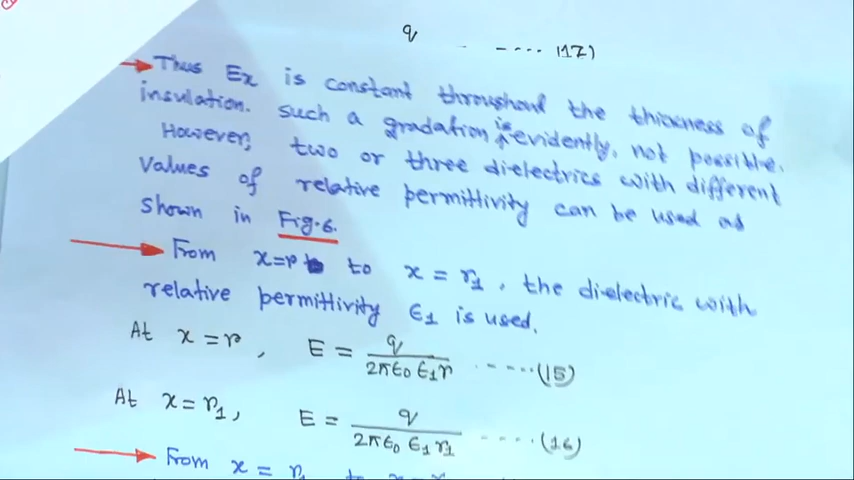 q
---- (17)
Thus Ex is constant throughout the thickness of
insulation. Such a gradation is evidently, not possible.
However, two or three dielectrics with different
values of relative permittivity can be used as
shown in Fig.6.
From x=r to x = r₁, the dielectric with
relative permittivity ϵ₁ is used.
At x=r, E = q / 2πϵ₀ ϵ₁r -----(15)
At x=r₁, E = q / 2πϵ₀ ϵ₁ r₁ ---- (16)
From x = r₁ to x=